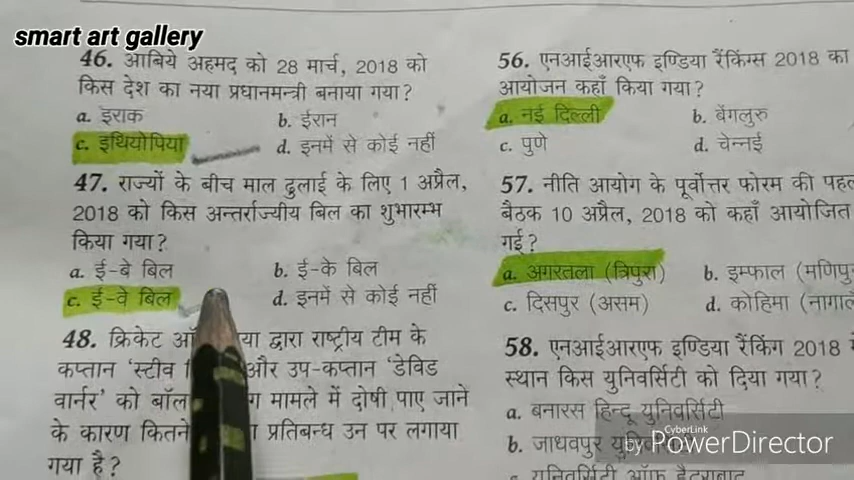 smart art gallery
46. आबिये अहमद को 28 मार्च, 2018 को
किस देश का नया प्रधानमन्त्री बनाया गया?
a. इराक b. ईरान
c. इथियोपिया d. इनमें से कोई नहीं
47. राज्यों के बीच माल ढुलाई के लिए 1 अप्रैल,
2018 को किस अन्तर्राज्यीय बिल का शुभारम्भ
किया गया?
a. ई-बे बिल b. ई-के बिल
c. ई-वे बिल d. इनमें से कोई नहीं
48. क्रिकेट द्वारा राष्ट्रीय टीम के
कप्तान ‘स्टीव और उप-कप्तान ‘डेविड
वार्नर’ को बॉल मामले में दोषी पाए जाने
के कारण कितने प्रतिबन्ध उन पर लगाया
गया है?
56. एनआईआरएफ इण्डिया रैंकिंग्स 2018 का
आयोजन कहाँ किया गया?
a. नई दिल्ली b. बेंगलुरु
c. पुणे d. चेन्नई
57. नीति आयोग के पूर्वोत्तर फोरम की
बैठक 10 अप्रैल, 2018 को कहाँ आयोजित
गई?
a. अगरतला (त्रिपुरा) b. इम्फाल
c. दिसपुर (असम) d. कोहिमा
58. एनआईआरएफ इण्डिया रैंकिंग 2018
स्थान किस युनिवर्सिटी को दिया गया?
a. बनारस हिन्दू युनिवर्सिटी
b. जाधवपुर
CyberLink
by PowerDirector